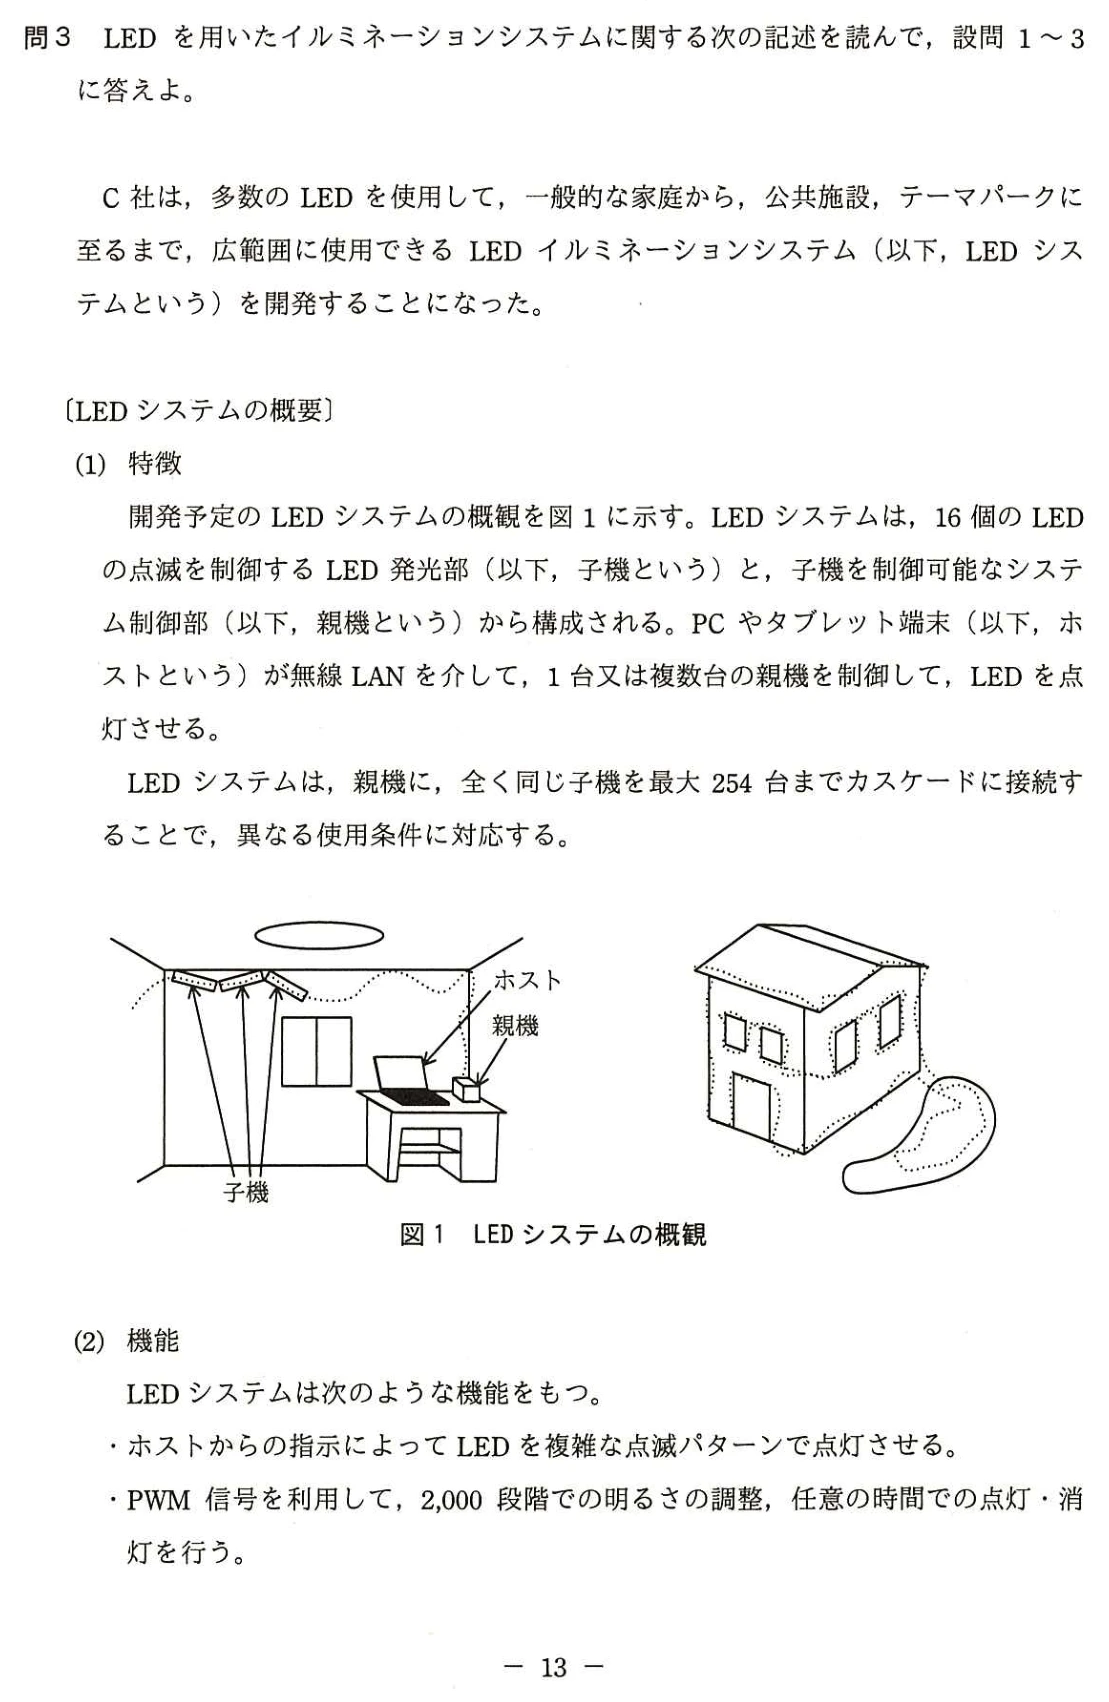 問3 LED を用いたイルミネーションシステムに関する次の記述を読んで，設問 1～3
に答えよ。
C 社は，多数の LED を使用して，一般的な家庭から，公共施設，テーマパークに
至るまで，広範囲に使用できる LED イルミネーションシステム（以下，LED シス
テムという）を開発することになった。
〔LED システムの概要〕
(1) 特徴
開発予定の LED システムの概観を図 1 に示す。LED システムは，16 個の LED
の点滅を制御する LED 発光部（以下，子機という）と，子機を制御可能なシステ
ム制御部（以下，親機という）から構成される。PC やタブレット端末（以下，ホ
ストという）が無線 LAN を介して，1 台又は複数台の親機を制御して，LED を点
灯させる。
LED システムは，親機に，全く同じ子機を最大 254 台までカスケードに接続す
ることで，異なる使用条件に対応する。
ホスト
親機
子機
図 1 LED システムの概観
(2) 機能
LED システムは次のような機能をもつ。
・ホストからの指示によって LED を複雑な点滅パターンで点灯させる。
・PWM 信号を利用して，2,000 段階での明るさの調整，任意の時間での点灯・消
灯を行う。
－ 13 －